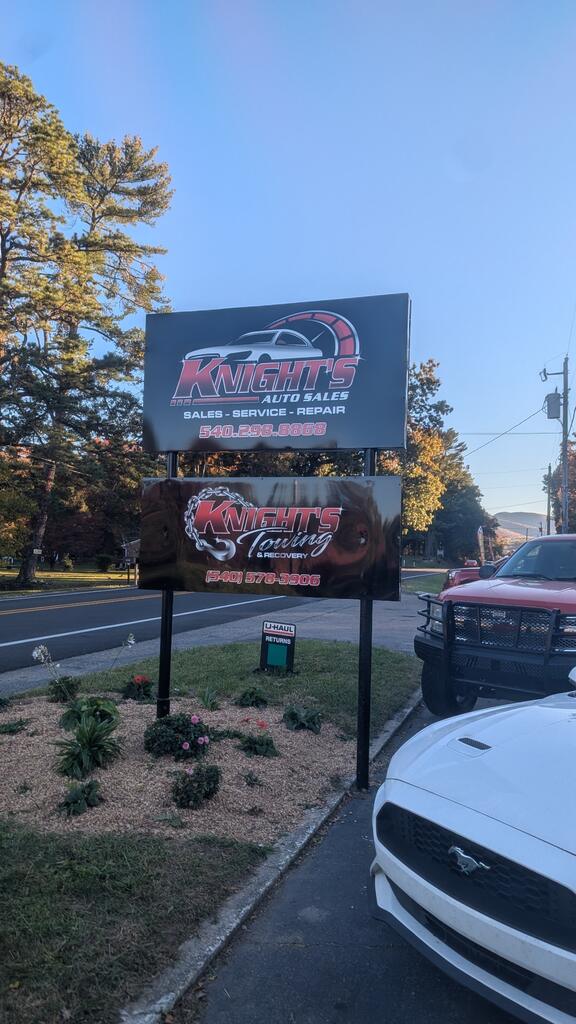 KNIGHT'S
AUTO SALES
SALES - SERVICE - REPAIR
540.298.8868
KNIGHT'S
Towing
& RECOVERY
(540) 578-3906
U-HAUL
RETURNS